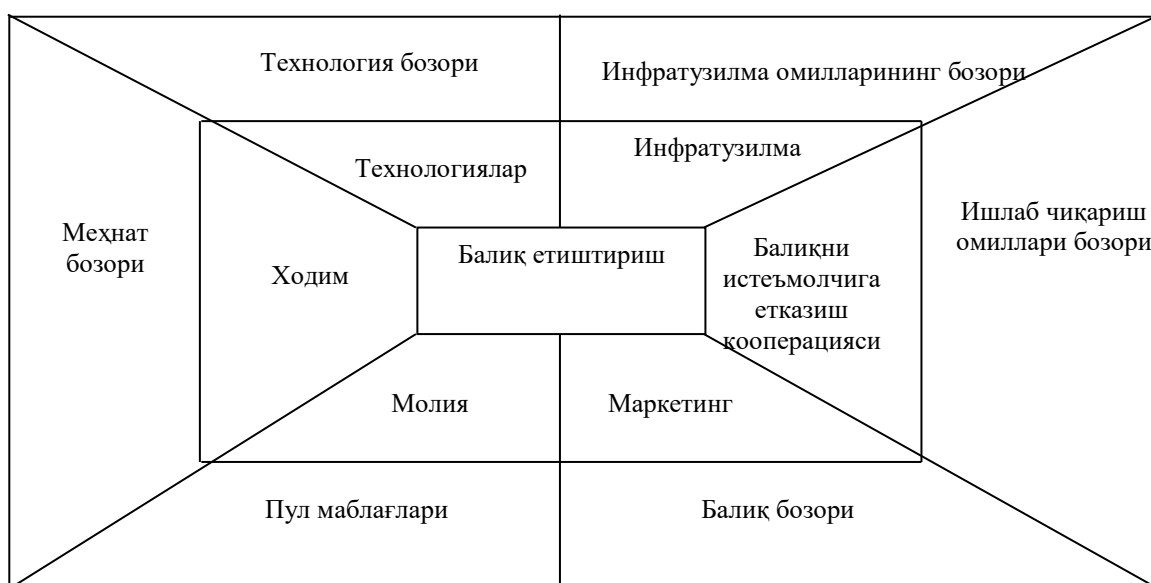 Технология бозори
Инфратузилма омилларининг бозори
Технологиялар
Инфратузилма
Меҳнат
бозори
Ходим
Балиқ етиштириш
Балиқни
истеъмолчига
етказиш
кооперацияси
Ишлаб чиқариш
омиллари бозори
Молия
Маркетинг
Пул маблағлари
Балиқ бозори